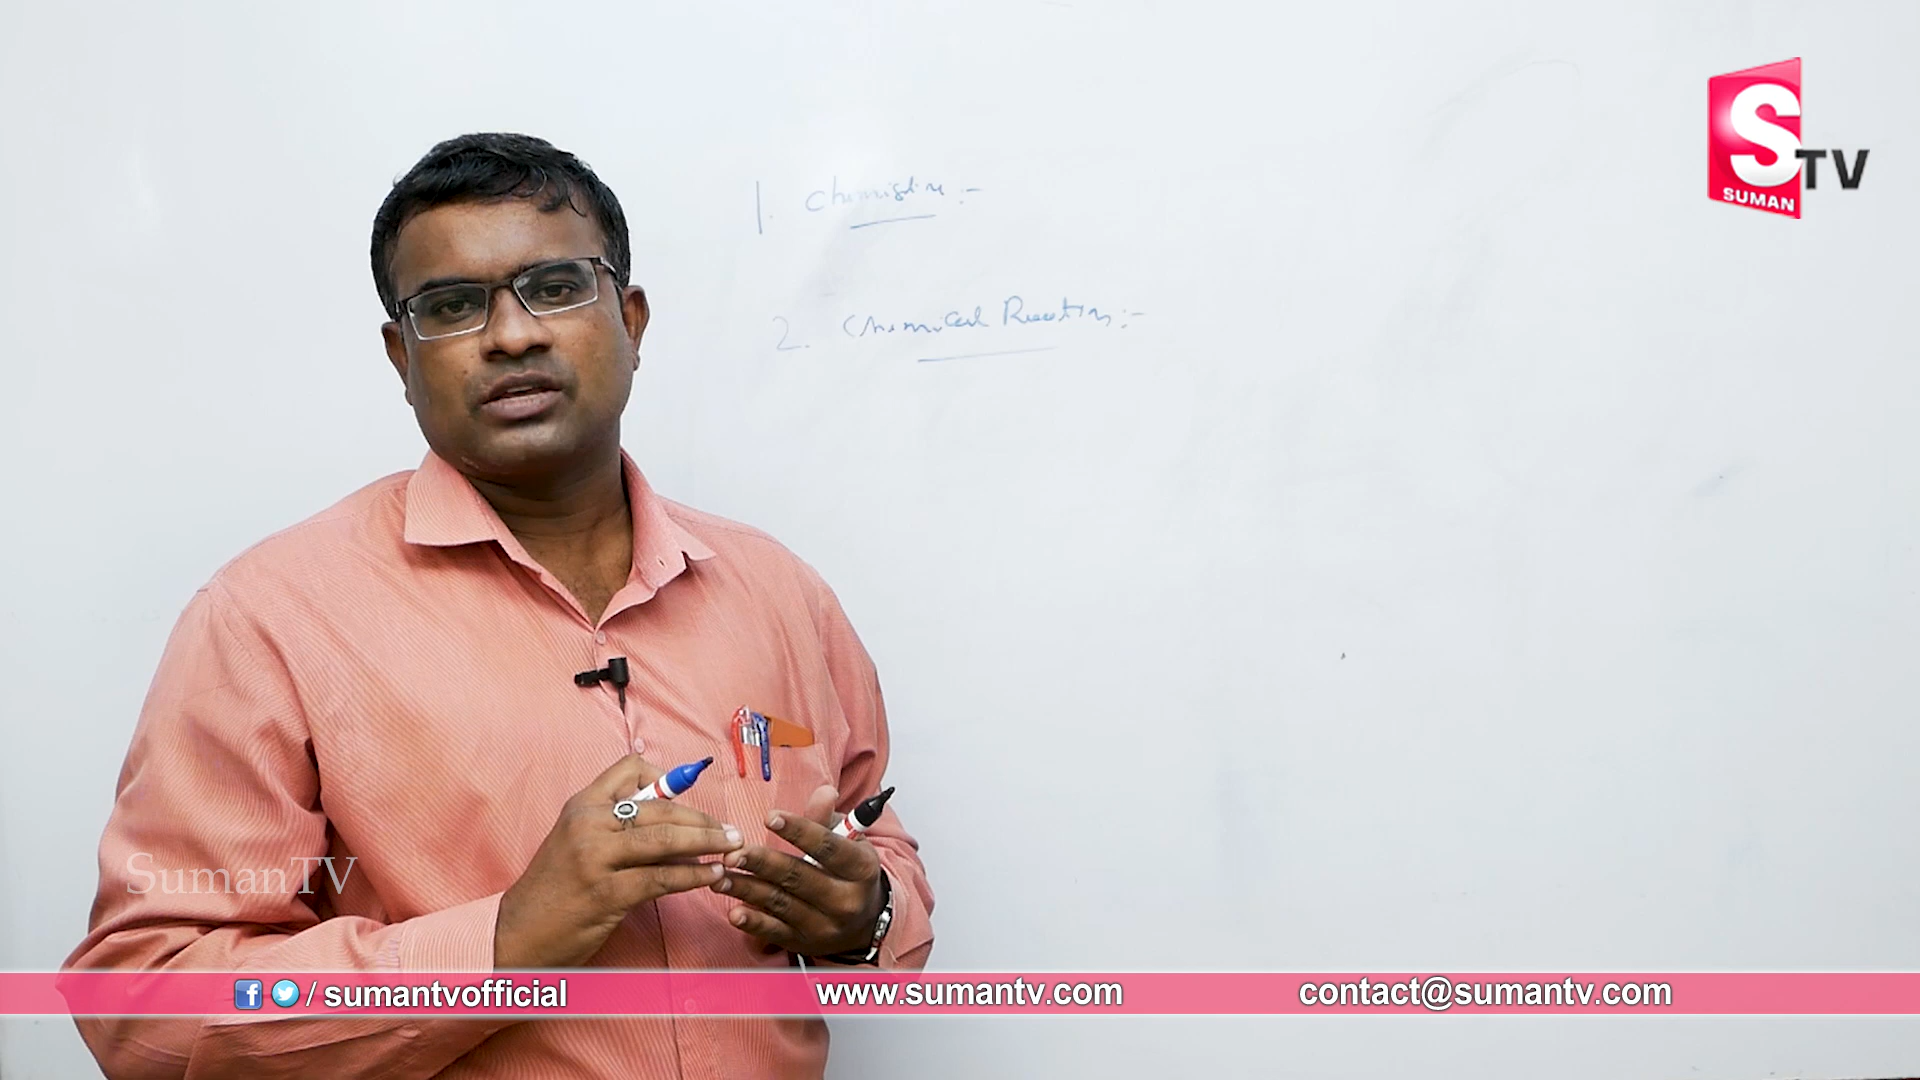 S
TV
SUMAN
1. Chemistry :-
2. Chemical Reaction :-
SumanTV
f / sumantvofficial
www.sumantv.com
contact@sumantv.com